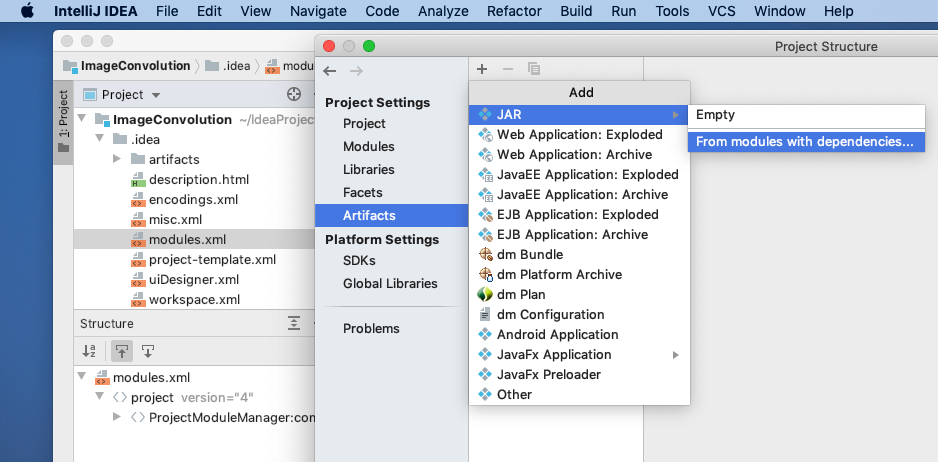 IntelliJ IDEA File Edit View Navigate Code Analyze Refactor Build Run Tools VCS Window Help
ImageConvolution .idea modu
1: Project
Project
ImageConvolution ~/IdeaProject
.idea
artifacts
description.html
encodings.xml
misc.xml
modules.xml
project-template.xml
uiDesigner.xml
workspace.xml
Structure
modules.xml
project version="4"
ProjectModuleManager:com
Project Structure
Project Settings
Project
Modules
Libraries
Facets
Artifacts
Platform Settings
SDKs
Global Libraries
Problems
Add
JAR
Web Application: Exploded
Web Application: Archive
JavaEE Application: Exploded
JavaEE Application: Archive
EJB Application: Exploded
EJB Application: Archive
dm Bundle
dm Platform Archive
dm Plan
dm Configuration
Android Application
JavaFx Application
JavaFx Preloader
Other
Empty
From modules with dependencies...